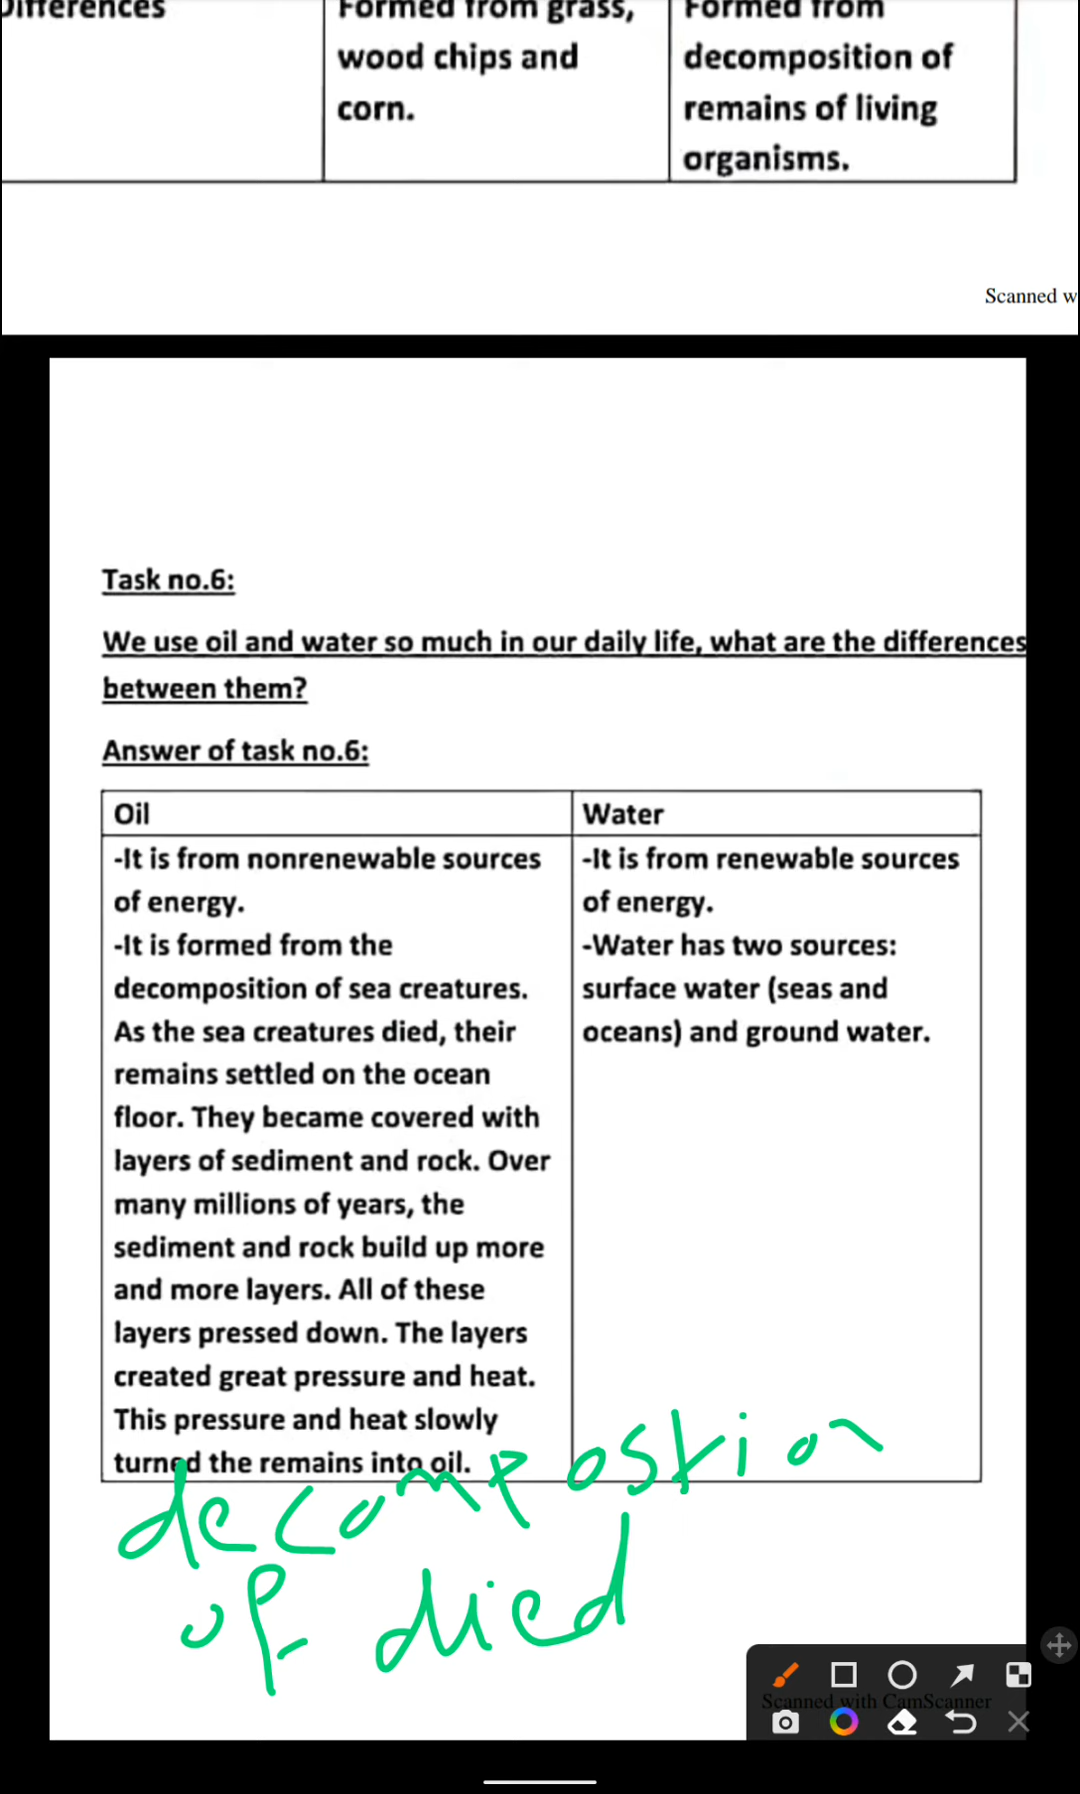 Differences
Formed from grass,
wood chips and
corn.
Formed from
decomposition of
remains of living
organisms.
Scanned w
Task no.6:
We use oil and water so much in our daily life, what are the differences
between them?
Answer of task no.6:
Oil
-It is from nonrenewable sources
of energy.
-It is formed from the
decomposition of sea creatures.
As the sea creatures died, their
remains settled on the ocean
floor. They became covered with
layers of sediment and rock. Over
many millions of years, the
sediment and rock build up more
and more layers. All of these
layers pressed down. The layers
created great pressure and heat.
This pressure and heat slowly
turned the remains into oil.
Water
-It is from renewable sources
of energy.
-Water has two sources:
surface water (seas and
oceans) and ground water.
decompostion
of died
Scanned with CamScanner